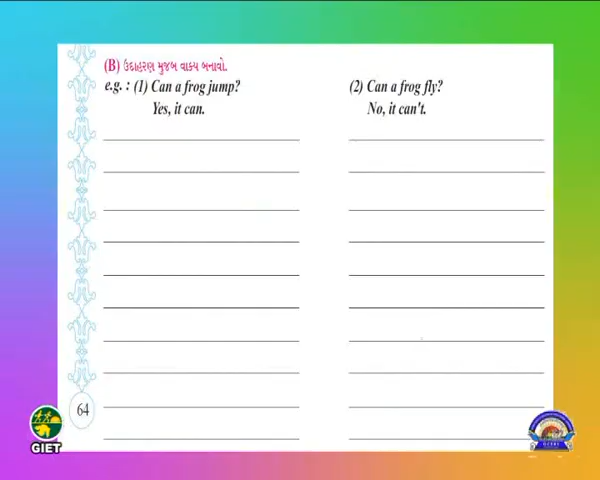 (B) ઉદાહરણ મુજબ વાક્ય બનાવો.
e.g. : (1) Can a frog jump?
Yes, it can.
(2) Can a frog fly?
No, it can't.
64
GIET